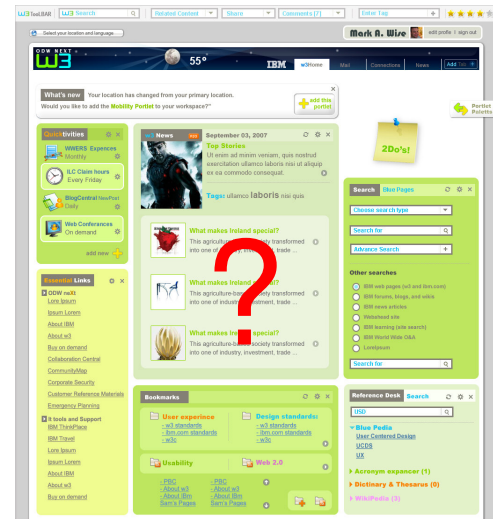 W3 ToolBAR
W3 Search
Related Content
Share
Comments (7)
Enter Tag
Select your location and language......
Mark A. Wise
edit profile
sign out
ODW NEXT
W3
55°
IBM
w3Home
Mail
Connections
News
Add Tab
What's new
Your location has changed from your primary location.
Would you like to add the Mobility Portlet to your workspace?"
add this portlet
Portlet
Palette
2Do's!
Quicktivities
WWERS Expences
Monthly
ILC Claim hours
Every Friday
BlogCentral NewPost
Daily
Web Conferances
On demand
add new
w3 News
September 03, 2007
Top Stories
Ut enim ad minim veniam, quis nostrud
exercitation ullamco laboris nisi ut aliquip
ex ea commodo consequat.
Tags: ullamco laboris nisi quis
What makes Ireland special?
This agriculture-based society transformed
into one of industry, investment, trade ...
What makes Ireland special?
This agriculture-based society transformed
into one of industry, investment, trade ...
What makes Ireland special?
This agriculture-based society transformed
into one of industry, investment, trade ...
?
Search
Blue Pages
Choose search type
Search for
Advance Search
Other searches
IBM web pages (w3 and ibm.com)
IBM forums, blogs, and wikis
IBM news articles
Webahead site
IBM learning (site search)
IBM World Wide Q&A
LoreIpsum
Search for
Essential Links
ODW neXt
Lore Ipsum
Ipsum Lorem
About IBM
About w3
Buy on demand
Collaboration Central
CommunityMap
Corporate Security
Customer Reference Materials
Emergency Planning
It tools and Support
IBM ThinkPlace
IBM Travel
Lore Ipsum
Ipsum Lorem
About IBM
About w3
Buy on demand
Bookmarks
User experince
- w3 standards
- ibm.com standards
- w3c
Design standards:
- w3 standards
- ibm.com standards
- w3c
Usability
Web 2.0
- PBC
- About w3
- About IBm
Sam's Pages
- PBC
- About w3
- About IBm
Sam's Pages
Reference Desk
Search
USD
Blue Pedia
User Centered Design
UCDS
UX
Acronym expancer (1)
Dictinary & Thesarus (0)
WikiPedia (3)